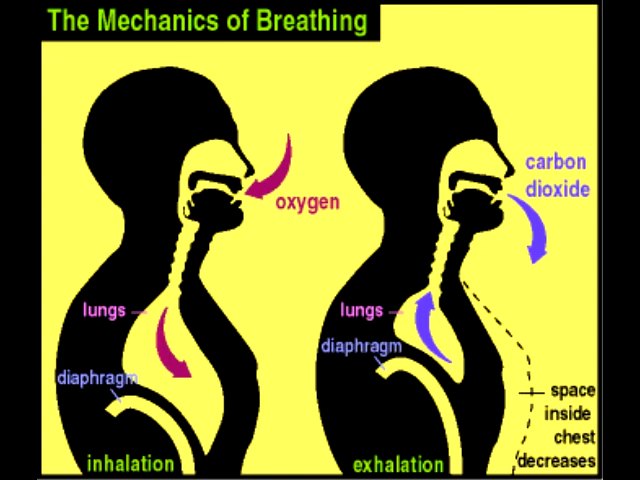 The Mechanics of Breathing
oxygen
lungs
diaphragm
inhalation
carbon
dioxide
lungs
diaphragm
space
inside
chest
decreases
exhalation